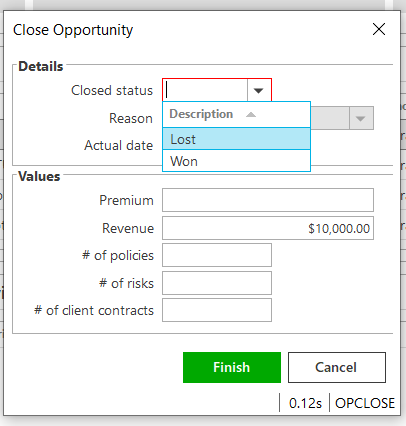 Close Opportunity
Details
Closed status
Description
Reason
Lost
Actual date
Won
Values
Premium
Revenue $10,000.00
# of policies
# of risks
# of client contracts
Finish Cancel
0.12s OPCLOSE